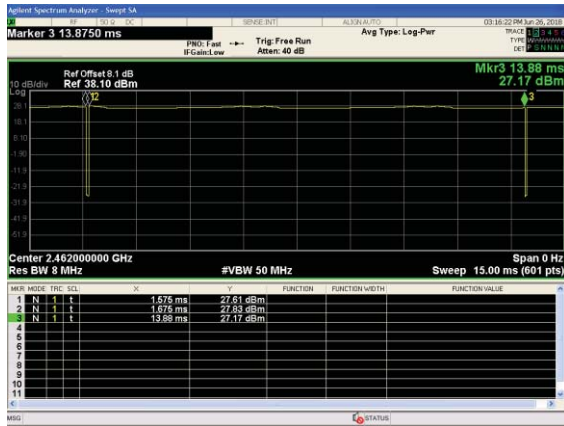 Agilent Spectrum Analyzer - Swept SA
RF 50 Ω DC SENSE:INT ALIGNAUTO 03:16:22 PM Jun 26, 2018
Marker 3 13.8750 ms
PNO: Fast IFGain:Low
Trig: Free Run
Atten: 40 dB
Avg Type: Log-Pwr
TRACE 1 2 3 4 5
TYPE
DET P S N N N
Mkr3 13.88 ms
27.17 dBm
Ref Offset 8.1 dB
10 dB/div Ref 38.10 dBm
Log
28.1
18.1
8.10
-1.90
-11.9
-21.9
-31.9
-41.9
-51.9
12
3
Center 2.462000000 GHz Span 0 Hz
Res BW 8 MHz #VBW 50 MHz Sweep 15.00 ms (601 pts)
MKR MODE TRC SCL X Y FUNCTION FUNCTION WIDTH FUNCTION VALUE
1 N 1 t 1.575 ms 27.61 dBm
2 N 1 t 1.675 ms 27.83 dBm
3 N 1 t 13.88 ms 27.17 dBm
4
5
6
7
8
9
10
11
MSG STATUS